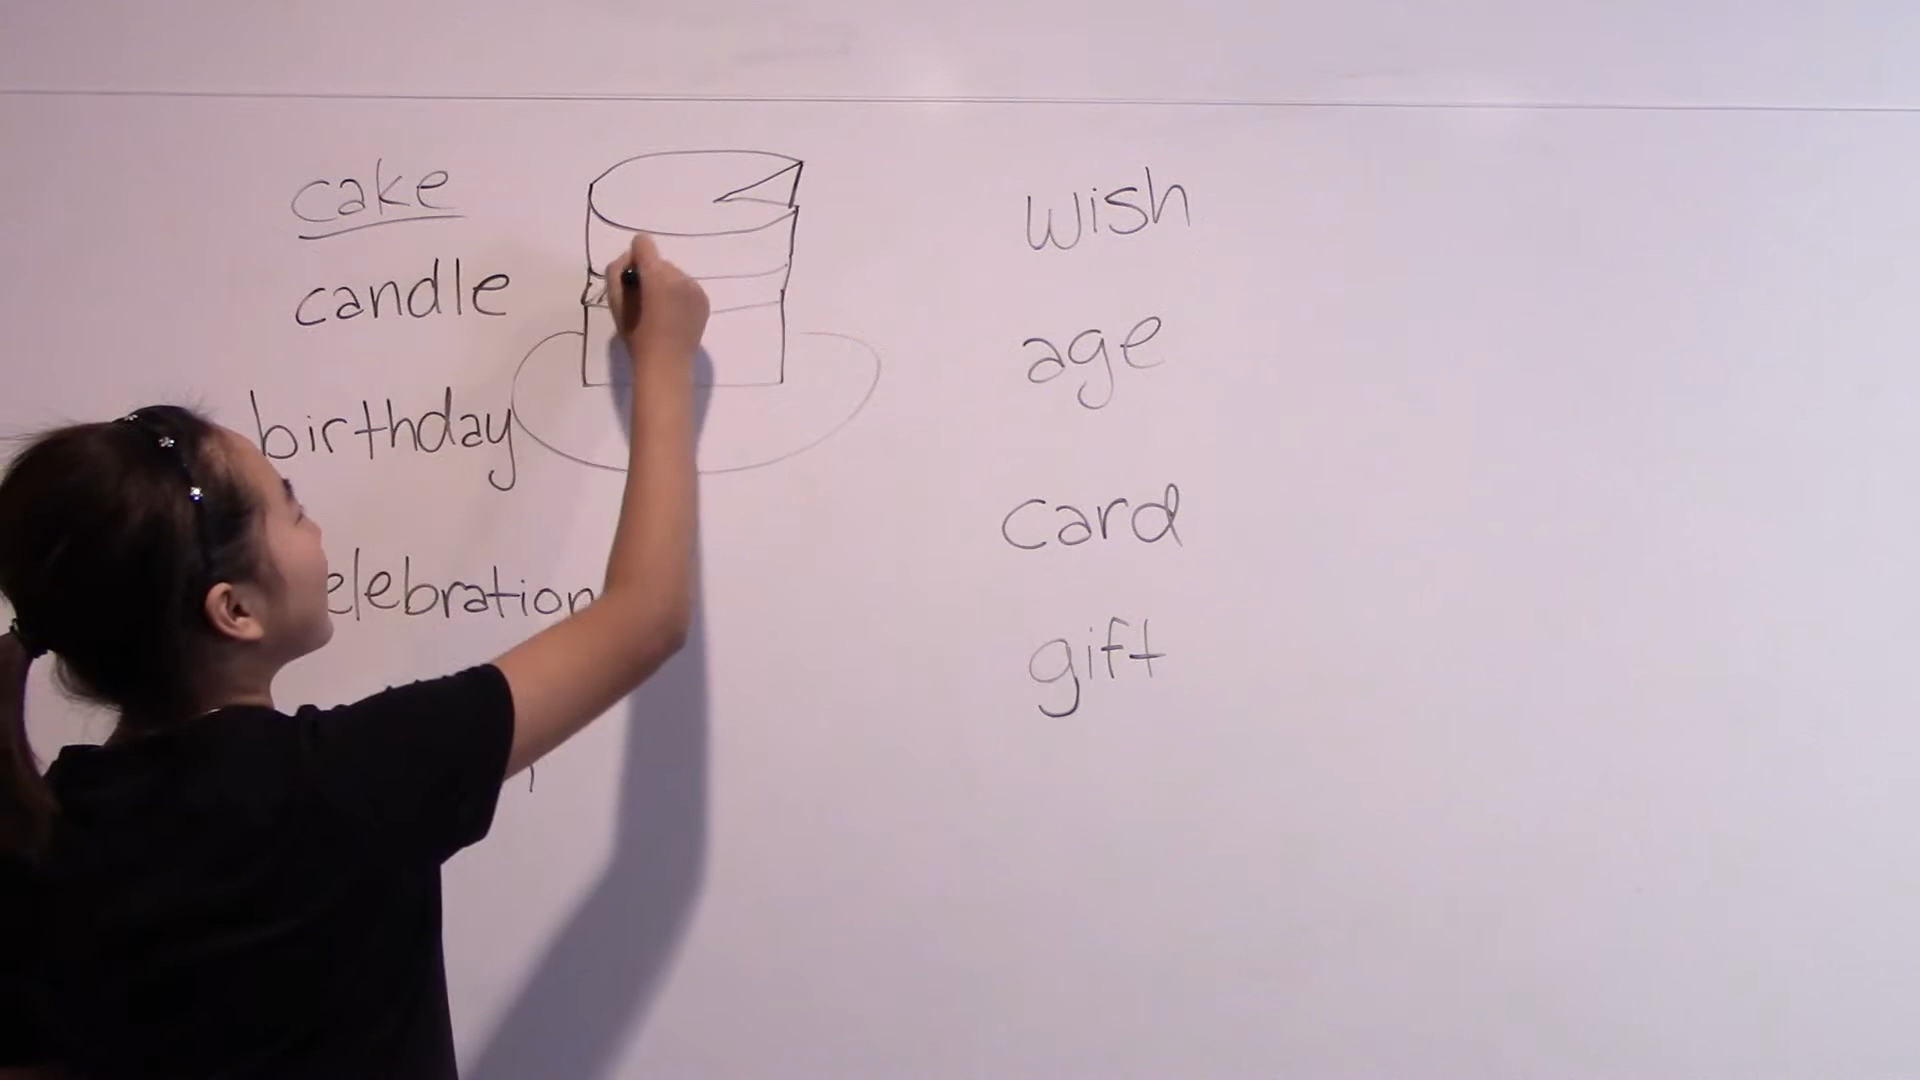 cake
candle
birthday
elebration
wish
age
card
gift